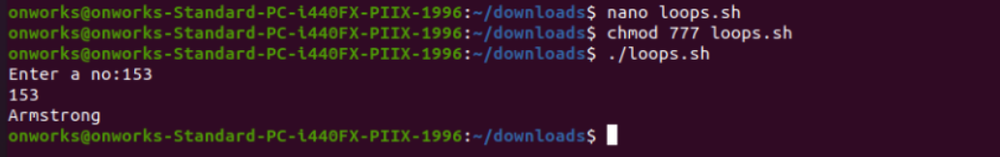 onworks@onworks-Standard-PC-i440FX-PIIX-1996:~/downloads$ nano loops.sh
onworks@onworks-Standard-PC-i440FX-PIIX-1996:~/downloads$ chmod 777 loops.sh
onworks@onworks-Standard-PC-i440FX-PIIX-1996:~/downloads$ ./loops.sh
Enter a no:153
153
Armstrong
onworks@onworks-Standard-PC-i440FX-PIIX-1996:~/downloads$